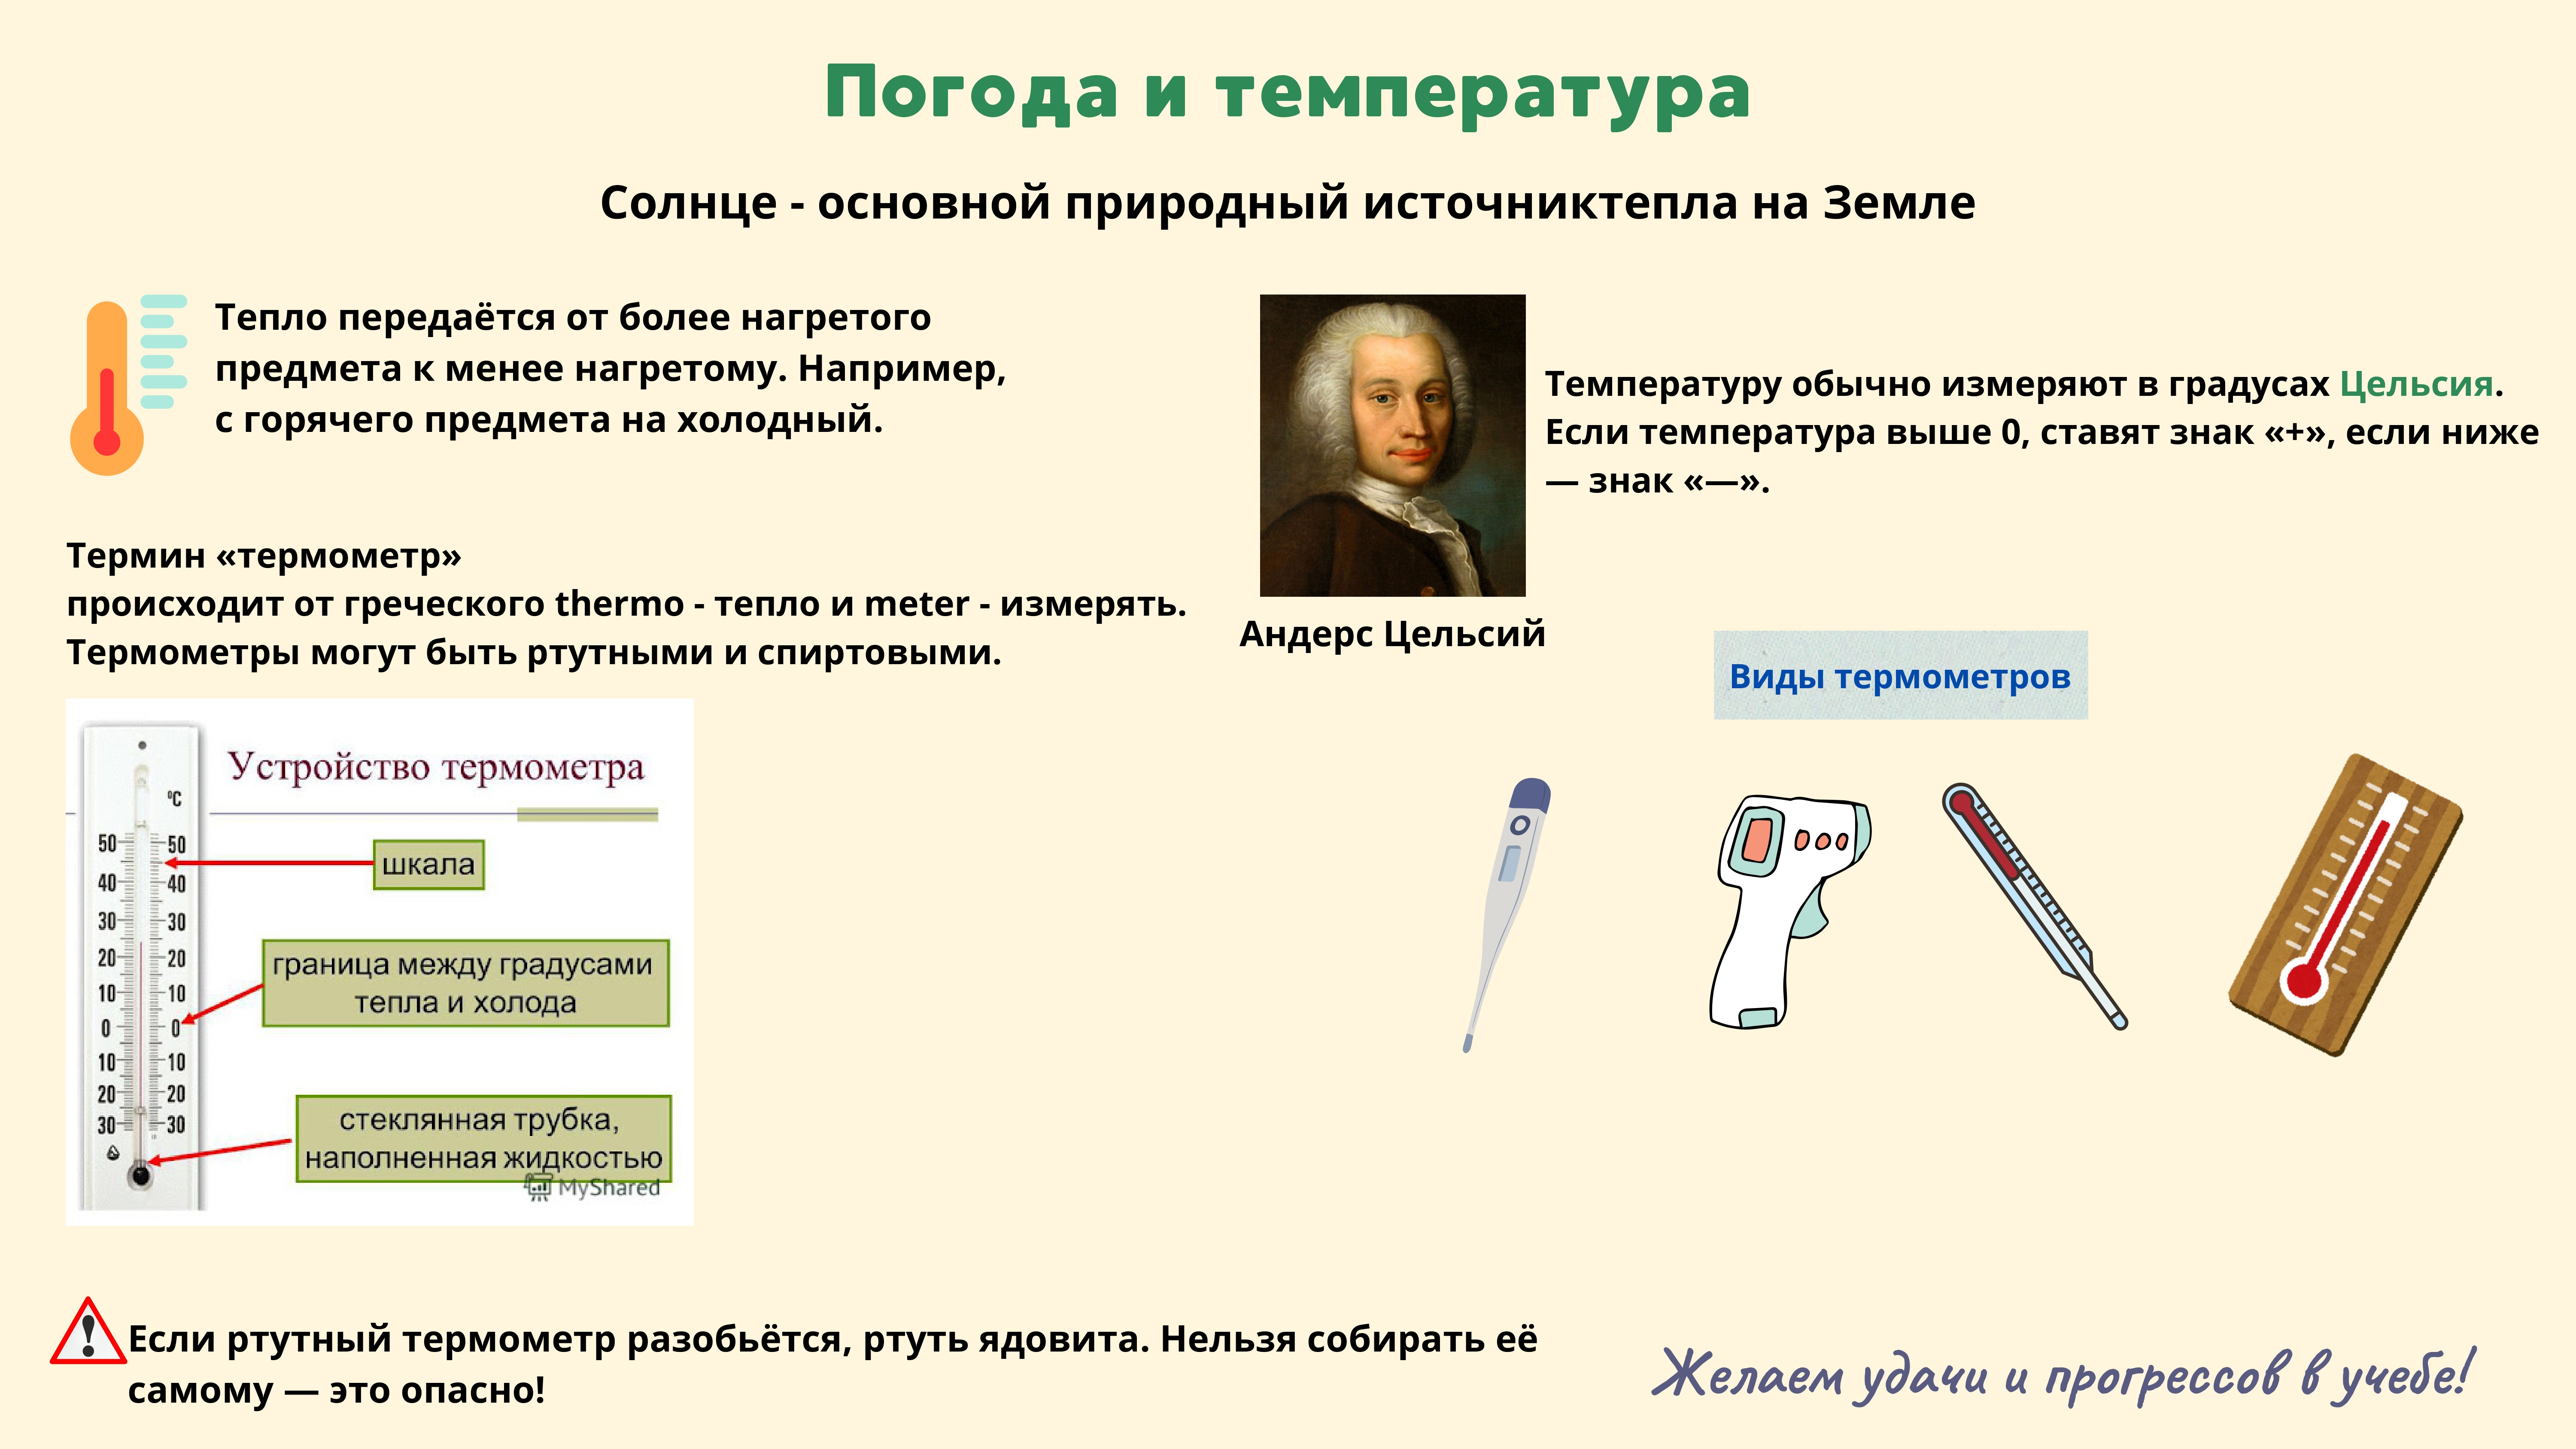 Погода и температура
Солнце - основной природный источниктепла на Земле
Тепло передаётся от более нагретого
предмета к менее нагретому. Например,
с горячего предмета на холодный.
Температуру обычно измеряют в градусах Цельсия.
Если температура выше 0, ставят знак «+», если ниже
— знак «—».
Андерс Цельсий
Термин «термометр»
происходит от греческого thermo - тепло и meter - измерять.
Термометры могут быть ртутными и спиртовыми.
Виды термометров
Устройство термометра
⁰C
50 50
40 40
30 30
20 20
10 10
0 0
10 10
20 20
30 30
шкала
граница между градусами
тепла и холода
стеклянная трубка,
наполненная жидкостью
MyShared
Если ртутный термометр разобьётся, ртуть ядовита. Нельзя собирать её
самому — это опасно!
Желаем удачи и прогрессов в учебе!